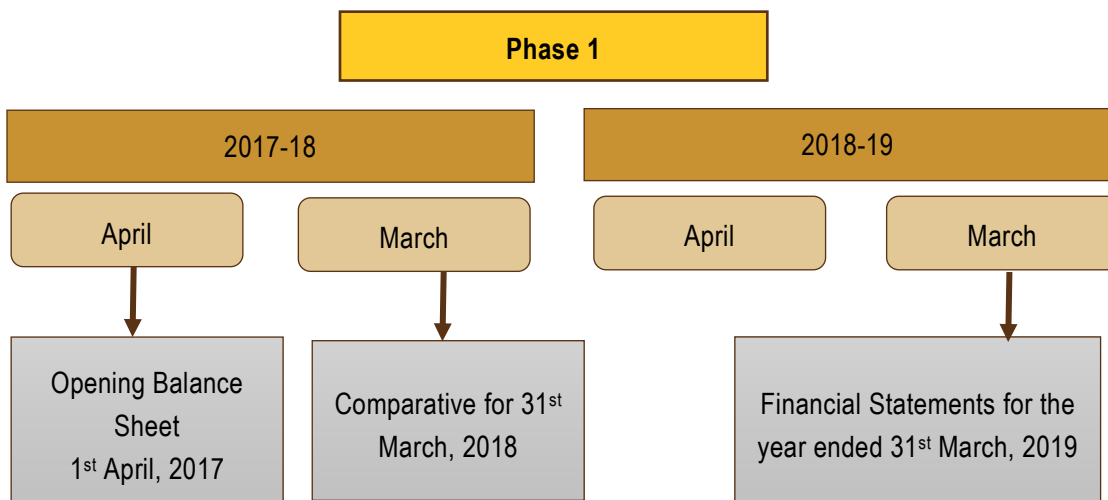 Phase 1
2017-18
2018-19
April
March
April
March
Opening Balance
Sheet
1st April, 2017
Comparative for 31st
March, 2018
Financial Statements for the
year ended 31st March, 2019